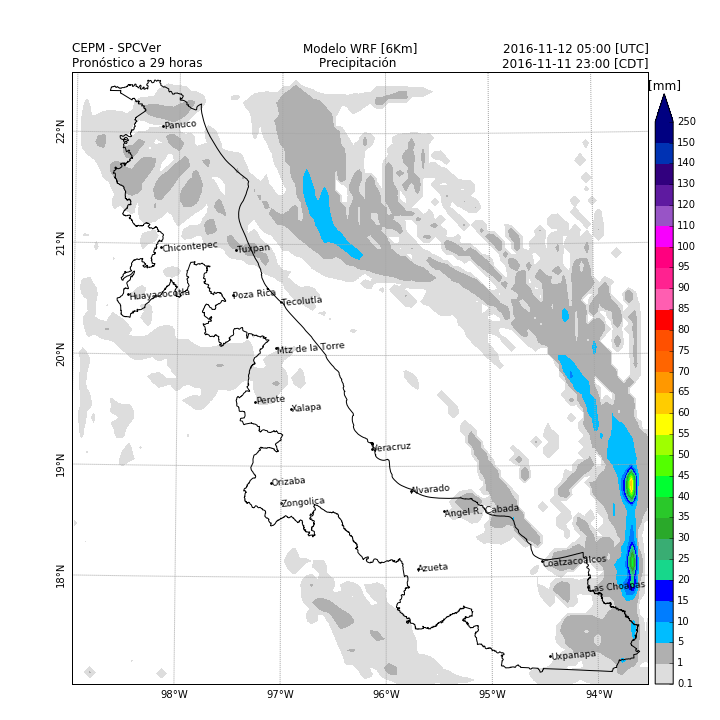 CEPM - SPCVer
Modelo WRF [6Km]
2016-11-12 05:00 [UTC]
Pronóstico a 29 horas
Precipitación
2016-11-11 23:00 [CDT]
[mm]
250
150
140
130
120
110
100
95
90
85
80
75
70
65
60
55
50
45
40
35
30
25
20
15
10
5
1
0.1
22°N
21°N
20°N
19°N
18°N
Panuco
Chicontepec
Tuxpan
Huayacocotla
Poza Rica
Tecolutla
Mtz de la Torre
Perote
Xalapa
Veracruz
Orizaba
Alvarado
Zongolica
Angel R. Cabada
Azueta
Coatzacoalcos
Las Choapas
Uxpanapa
98°W
97°W
96°W
95°W
94°W